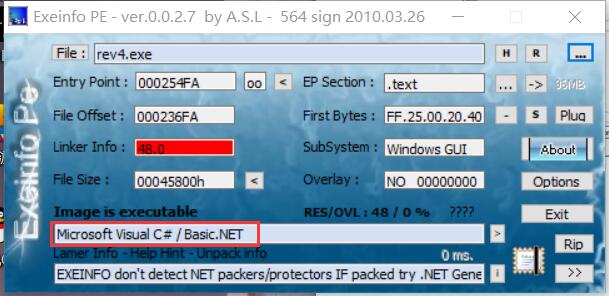 Exeinfo PE - ver.0.0.2.7 by A.S.L - 564 sign 2010.03.26
File : rev4.exe H R ...
Entry Point : 000254FA oo < EP Section : .text ... -> 96MB
File Offset : 000236FA First Bytes : FF.25.00.20.40 - S Plug
Linker Info : 48.0 SubSystem : Windows GUI About
File Size : 00045800h < Overlay : NO 00000000 Options
Image is executable RES/OVL : 48 / 0 % ???? Exit
Microsoft Visual C# / Basic.NET > Rip
Lamer Info - Help Hint - Unpack info 0 ms.
EXEINFO don't detect NET packers/protectors IF packed try .NET Gene i >>
Exeinfo Pe